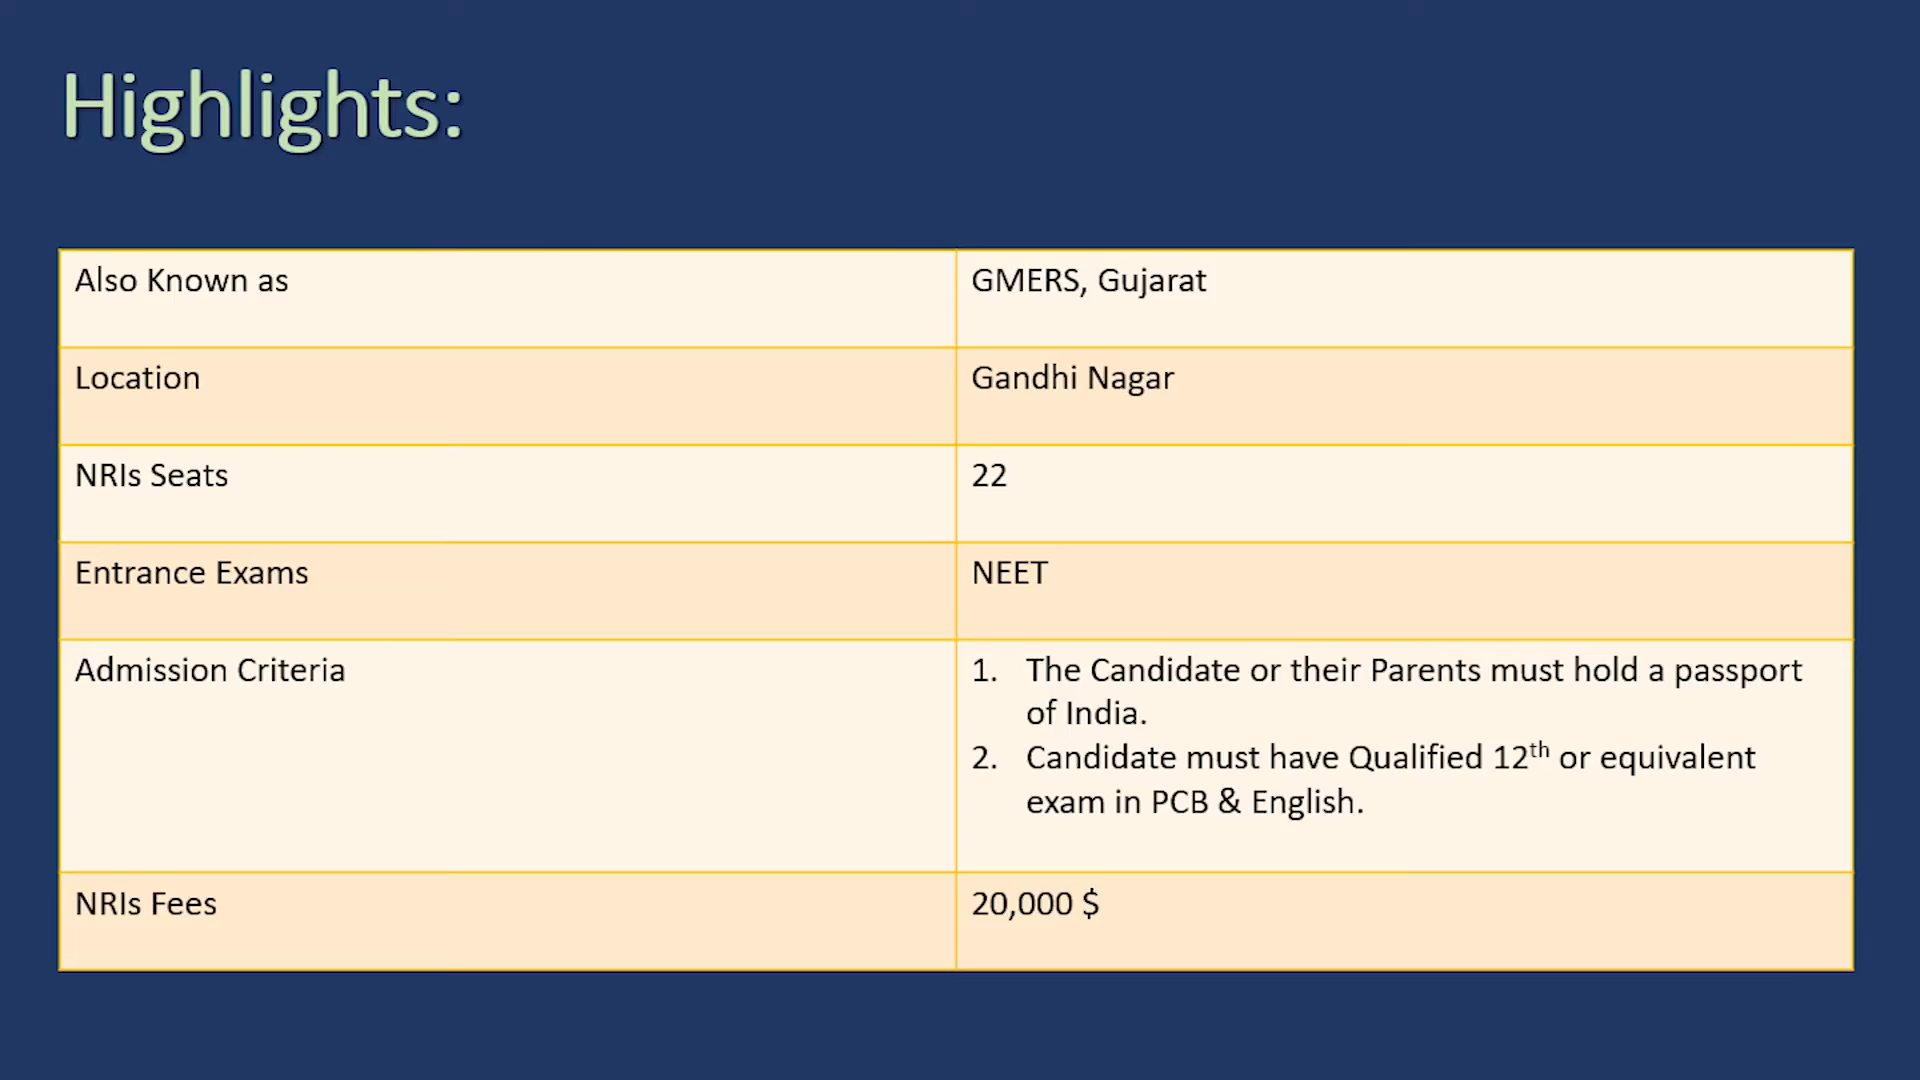 Highlights:
Also Known as
GMERS, Gujarat
Location
Gandhi Nagar
NRIs Seats
22
Entrance Exams
NEET
Admission Criteria
1. The Candidate or their Parents must hold a passport
of India.
2. Candidate must have Qualified 12th or equivalent
exam in PCB & English.
NRIs Fees
20,000 $